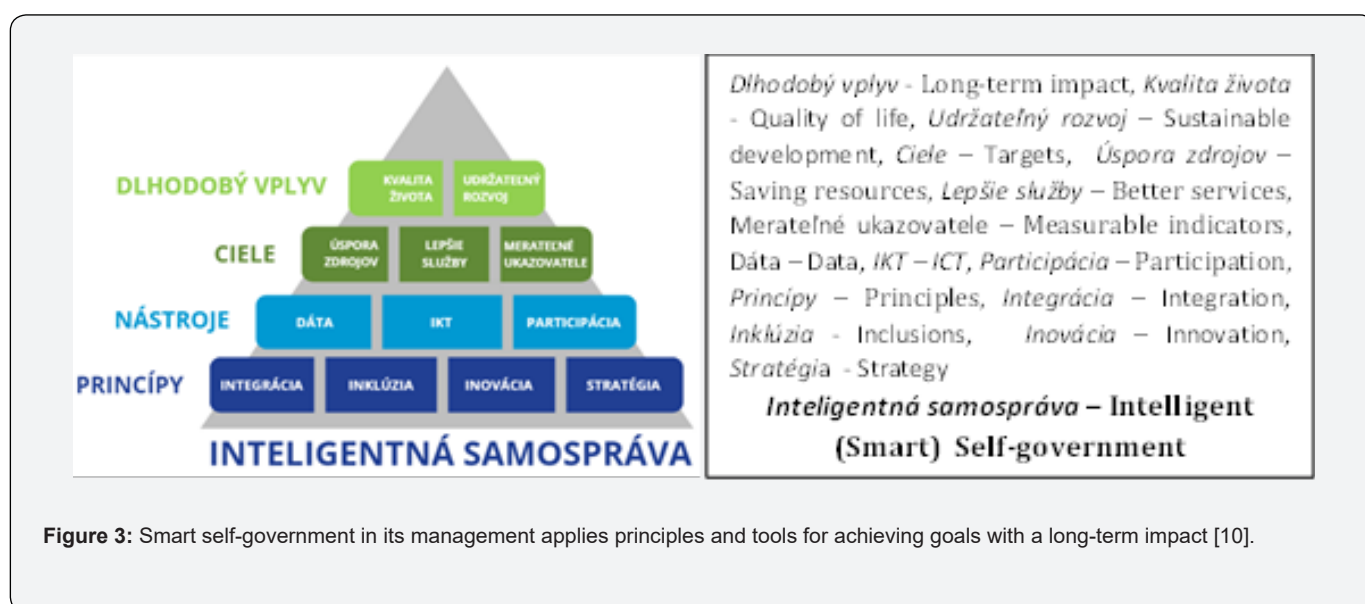 DLHODOBÝ VPLYV
KVALITA
ŽIVOTA
UDRŽATEĽNÝ
ROZVOJ
CIELE
ÚSPORA
ZDROJOV
LEPŠIE
SLUŽBY
MERATEĽNÉ
UKAZOVATELE
NÁSTROJE
DÁTA
IKT
PARTICIPÁCIA
PRINCÍPY
INTEGRÁCIA
INKLÚZIA
INOVÁCIA
STRATÉGIA
INTELIGENTNÁ SAMOSPRÁVA
Dlhodobý vplyv - Long-term impact, Kvalita života
- Quality of life, Udržateľný rozvoj – Sustainable
development, Ciele – Targets, Úspora zdrojov –
Saving resources, Lepšie služby – Better services,
Merateľné ukazovatele – Measurable indicators,
Dáta – Data, IKT – ICT, Participácia – Participation,
Princípy – Principles, Integrácia – Integration,
Inklúzia - Inclusions, Inovácia – Innovation,
Stratégia - Strategy
Inteligentná samospráva – Intelligent
(Smart) Self-government
Figure 3: Smart self-government in its management applies principles and tools for achieving goals with a long-term impact [10].